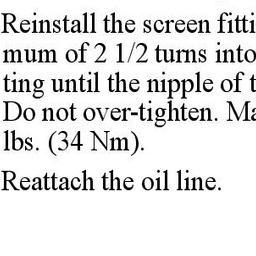 Reinstall the screen fitti
mum of 2 1/2 turns into
ting until the nipple of t
Do not over-tighten. Ma
lbs. (34 Nm).
Reattach the oil line.